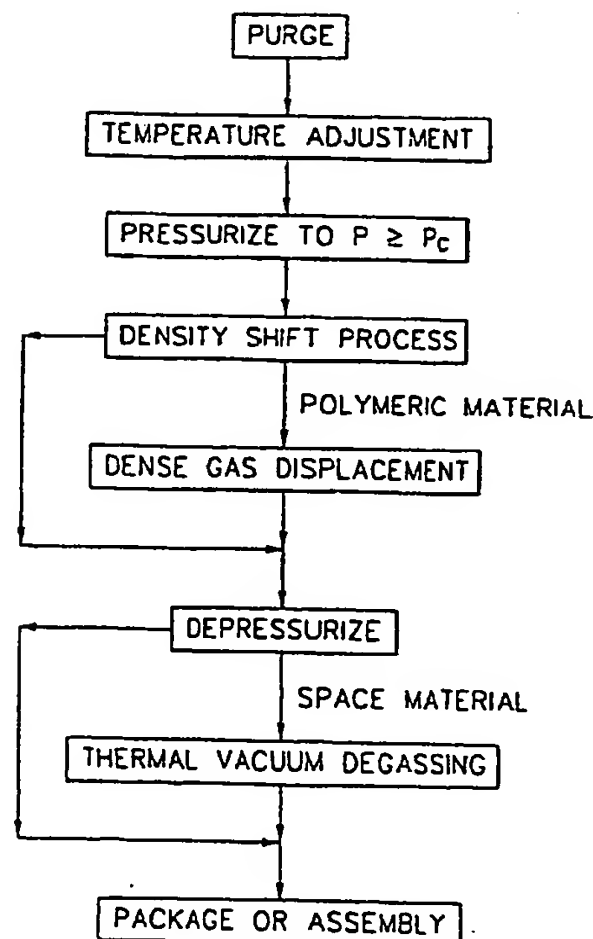 PURGE
TEMPERATURE ADJUSTMENT
PRESSURIZE TO P ≥ Pc
DENSITY SHIFT PROCESS
POLYMERIC MATERIAL
DENSE GAS DISPLACEMENT
DEPRESSURIZE
SPACE MATERIAL
THERMAL VACUUM DEGASSING
PACKAGE OR ASSEMBLY